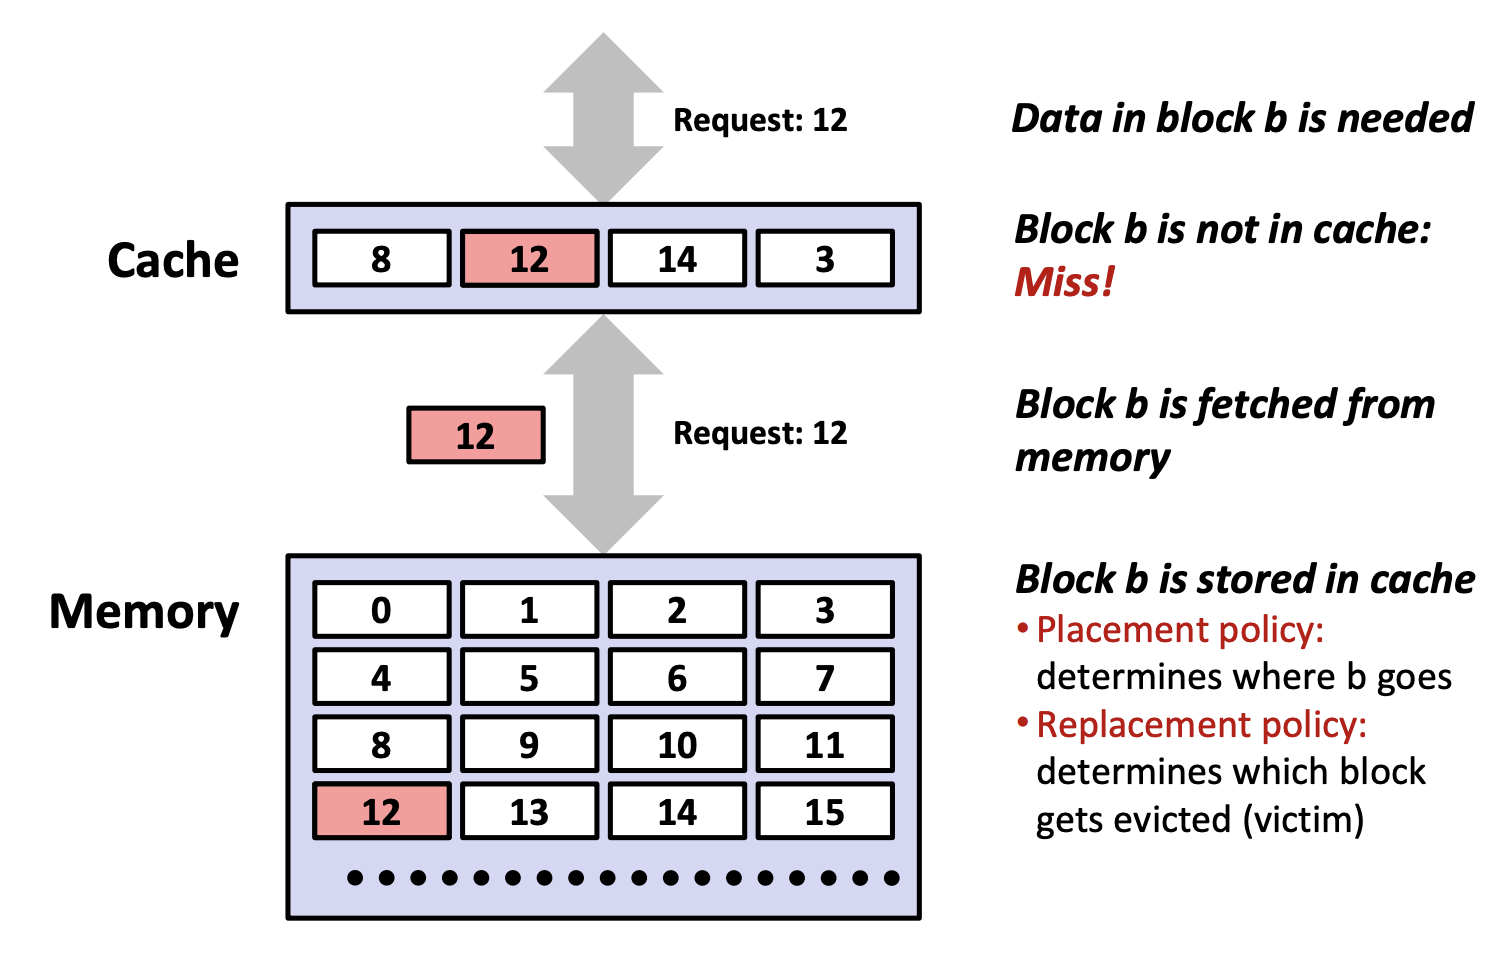 Request: 12
Data in block b is needed
Cache
8 12 14 3
Block b is not in cache:
Miss!
12
Request: 12
Block b is fetched from
memory
Memory
0 1 2 3
4 5 6 7
8 9 10 11
12 13 14 15
Block b is stored in cache
• Placement policy:
determines where b goes
• Replacement policy:
determines which block
gets evicted (victim)